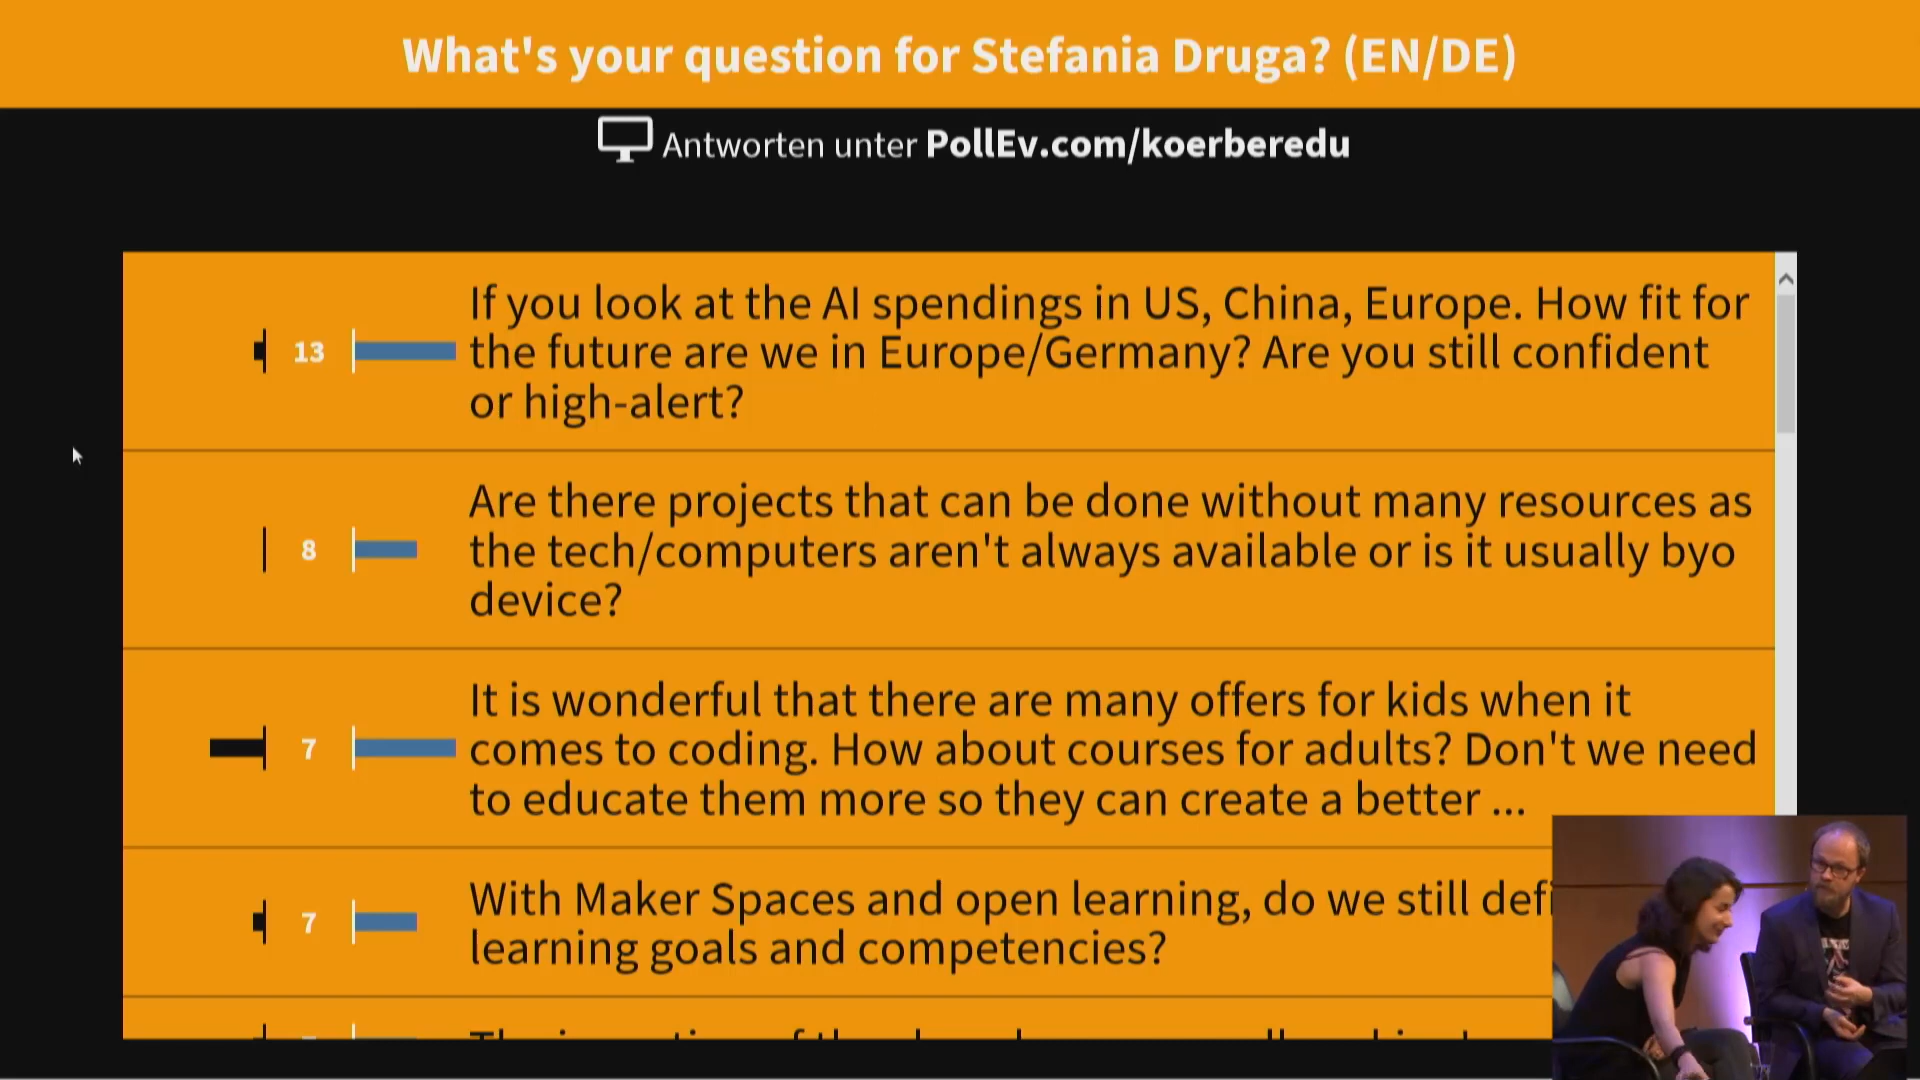 What's your question for Stefania Druga? (EN/DE)
Antworten unter PollEv.com/koerberedu
13
If you look at the AI spendings in US, China, Europe. How fit for
the future are we in Europe/Germany? Are you still confident
or high-alert?
8
Are there projects that can be done without many resources as
the tech/computers aren't always available or is it usually byo
device?
7
It is wonderful that there are many offers for kids when it
comes to coding. How about courses for adults? Don't we need
to educate them more so they can create a better ...
7
With Maker Spaces and open learning, do we still defi
learning goals and competencies?